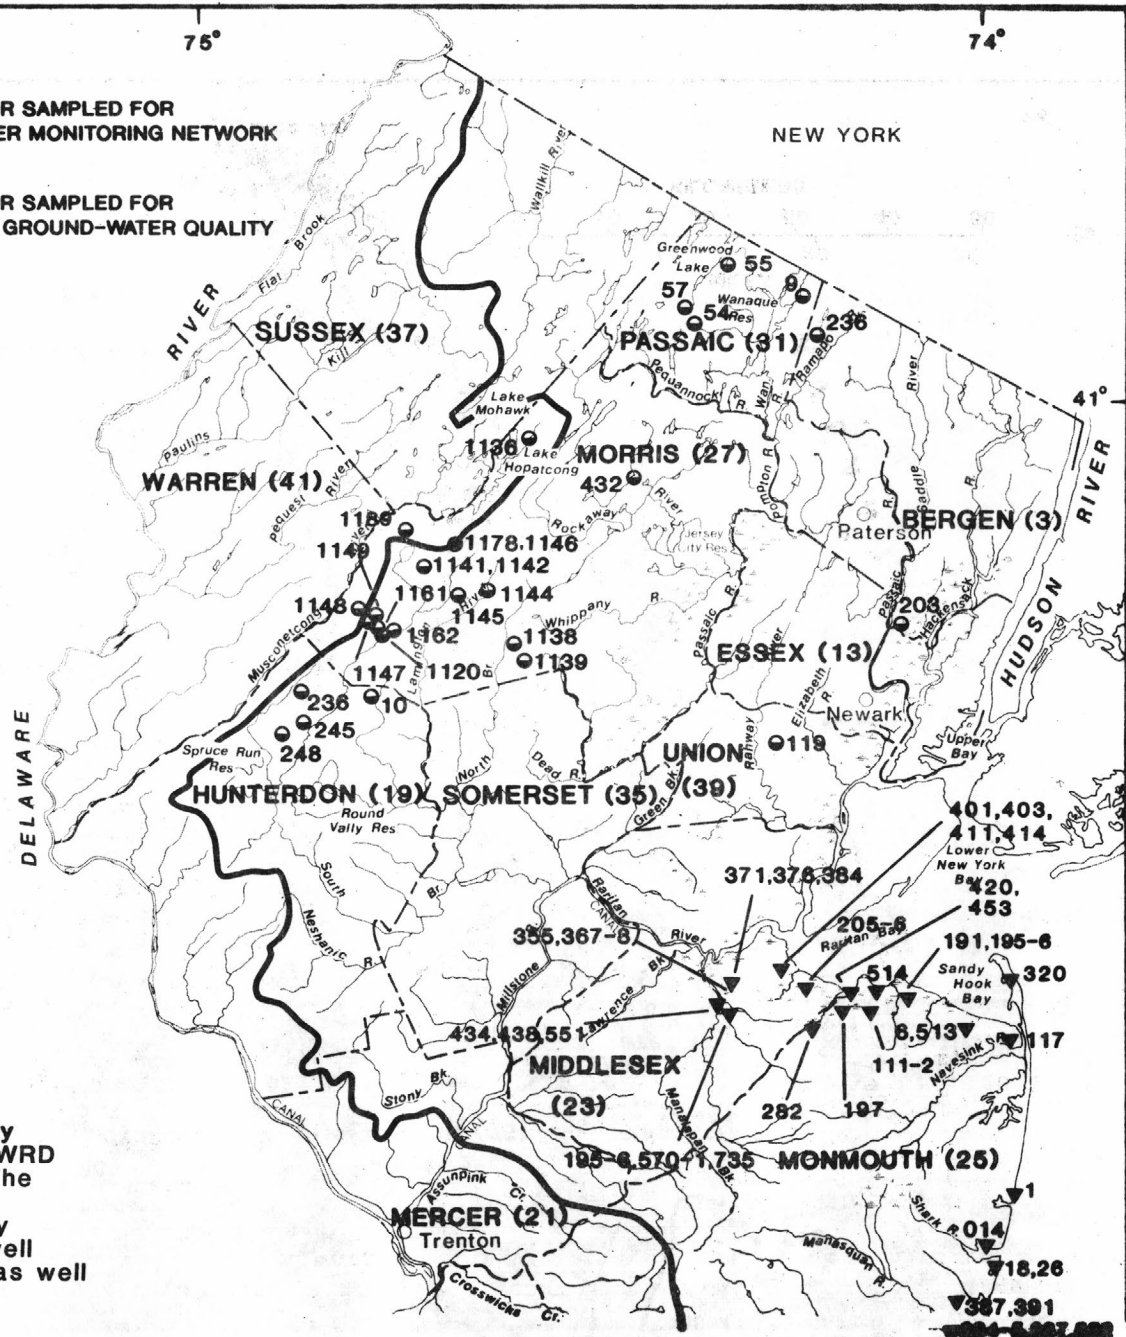 75°
74°
R SAMPLED FOR
ER MONITORING NETWORK
NEW YORK
R SAMPLED FOR
GROUND-WATER QUALITY
Wallkill River
Flat Brook
Greenwood
Lake
55
9
57
Wanaque
Res
54
236
RIVER
SUSSEX (37)
Kill
PASSAIC (31)
Ramapo R.
River
Pequannock R.
Wan. R.
41°
Lake
Mohawk
1136
Lake
Hopatcong
MORRIS (27)
432
River
Rockaway
Paulins
WARREN (41)
Pequest River
Pompton R.
Saddle
R.
R.
BERGEN (3)
Paterson
RIVER
Jersey
City Res
1189
1149
1178,1146
1141,1142
1161
1144
1145
River
1148
1162
Whippany R.
1138
1139
Passaic R.
Passaic
203
Hackensack
HUDSON
Musconetcong
1147
1120
Lamington
Br.
ESSEX (13)
236
10
245
248
Elizabeth R.
River
Newark
119
Rahway
UNION
(39)
Upper
Bay
DELAWARE
Spruce Run
Res
North
Dead R.
Green Bk.
HUNTERDON (19)
SOMERSET (35)
Round
Vally Res
401,403,
411,414
Lower
New York
Bay
420,
453
371,376,384
South
Br.
Raritan
CANAL
River
355,367-8
205-6
Raritan Bay
191,195-6
Neshanic R.
Millstone
R.
Lawrence Bk.
514
Sandy
Hook
Bay
320
434,438,551
6,513
117
MIDDLESEX
(23)
111-2
Navesink R.
Stony Bk.
CANAL
CANAL
282
197
Manalapan Bk
195-6,570-1,735
MONMOUTH (25)
y
WRD
The
y
well
as well
Assunpink Cr.
MERCER (21)
Trenton
Crosswicks Cr.
1
Shark R.
014
Manasquan R.
18,26
387,391